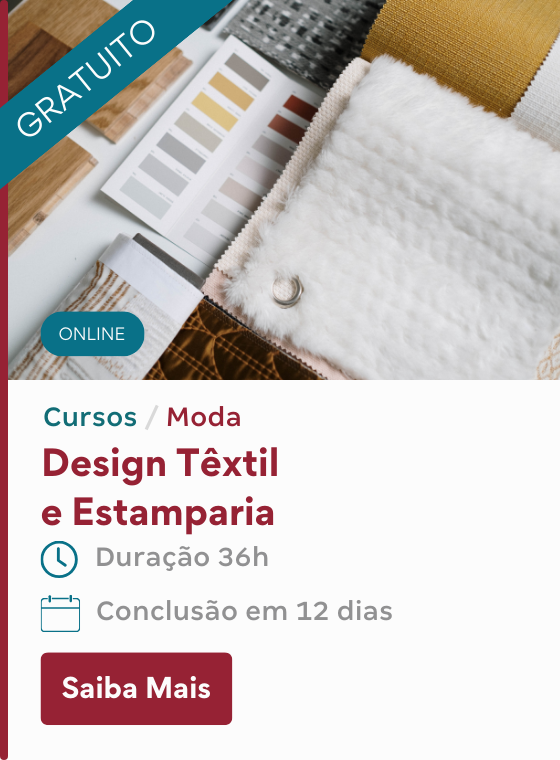 GRATUITO
ONLINE
Cursos / Moda
Design Têxtil
e Estamparia
Duração 36h
Conclusão em 12 dias
Saiba Mais